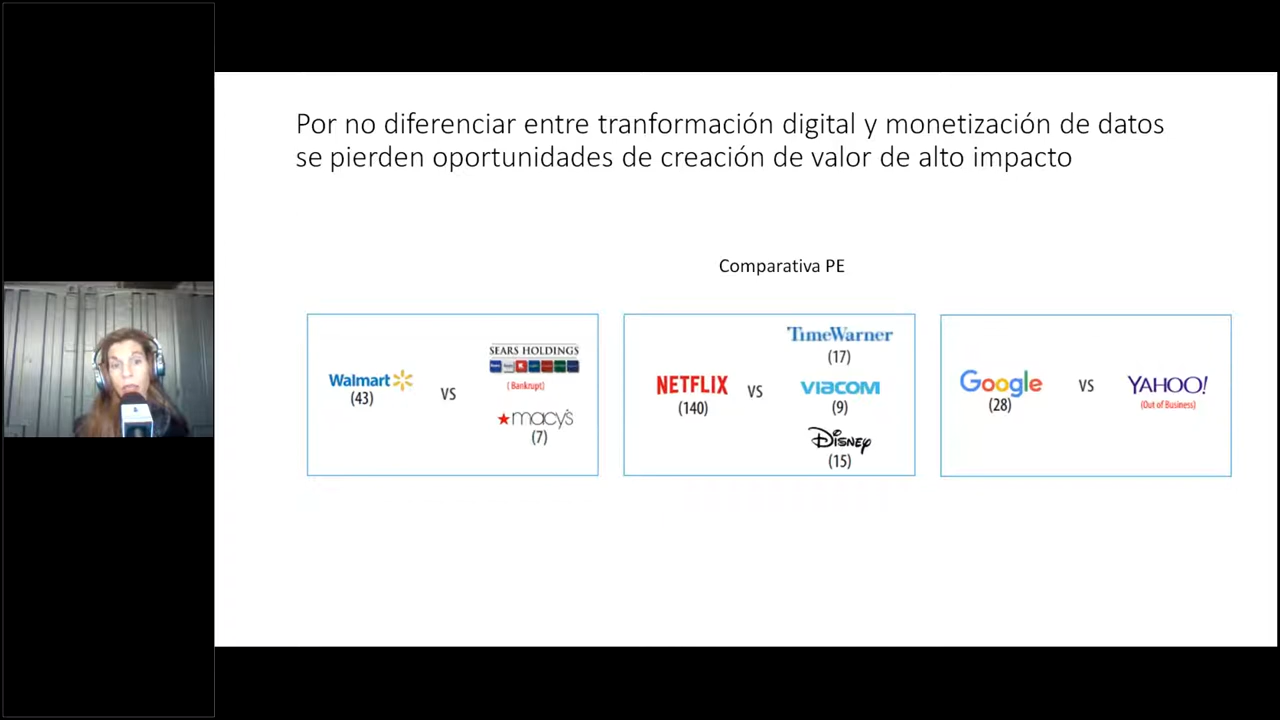 Por no diferenciar entre tranformación digital y monetización de datos
se pierden oportunidades de creación de valor de alto impacto
Comparativa PE
Walmart
(43)
vs
SEARS HOLDINGS
( Bankrupt)
macy's
(7)
NETFLIX
(140)
vs
TimeWarner
(17)
VIACOM
(9)
Disney
(15)
Google
(28)
vs
YAHOO!
(Out of Business)